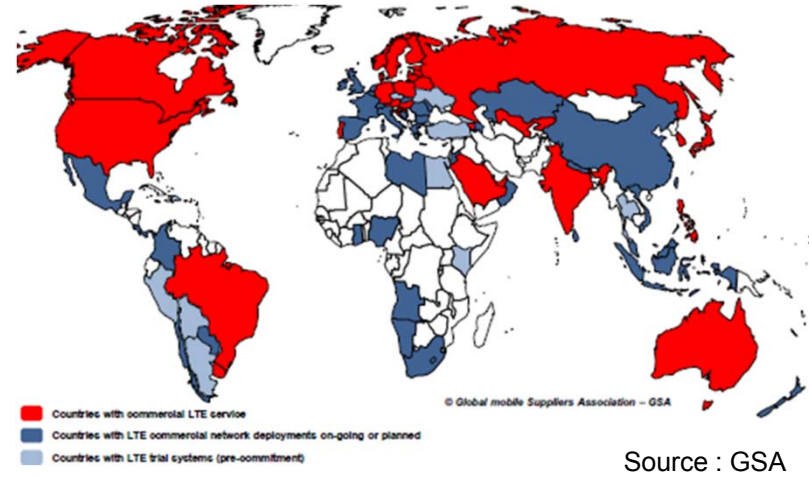 © Global mobile Suppliers Association – GSA
Countries with commercial LTE service
Countries with LTE commercial network deployments on-going or planned
Countries with LTE trial systems (pre-commitment)
Source : GSA